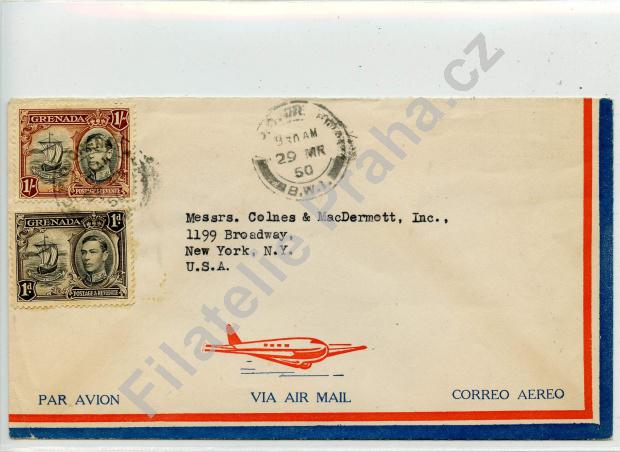 GRENADA
1/-
1/-
POSTAGE & REVENUE
GRENADA 1d
1d
POSTAGE & REVENUE
9 30 AM
29 MR
50
B.W.I.
Messrs. Colnes & MacDermott, Inc.,
1199 Broadway,
New York, N.Y.
U.S.A.
PAR AVION
VIA AIR MAIL
CORREO AEREO
Filatelie Praha.cz